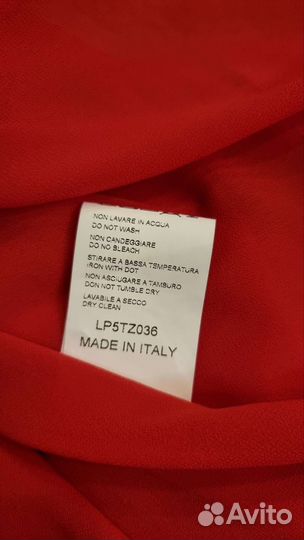 NON LAVARE IN ACQUA
DO NOT WASH
NON CANDEGGIARE
DO NO BLEACH
STIRARE A BASSA TEMPERATURA
IRON WITH DOT
NON ASCIUGARE A TAMBURO
DON NOT TUMBLE DRY
LAVABILE A SECCO
DRY CLEAN
LP5TZ036
MADE IN ITALY
Avito